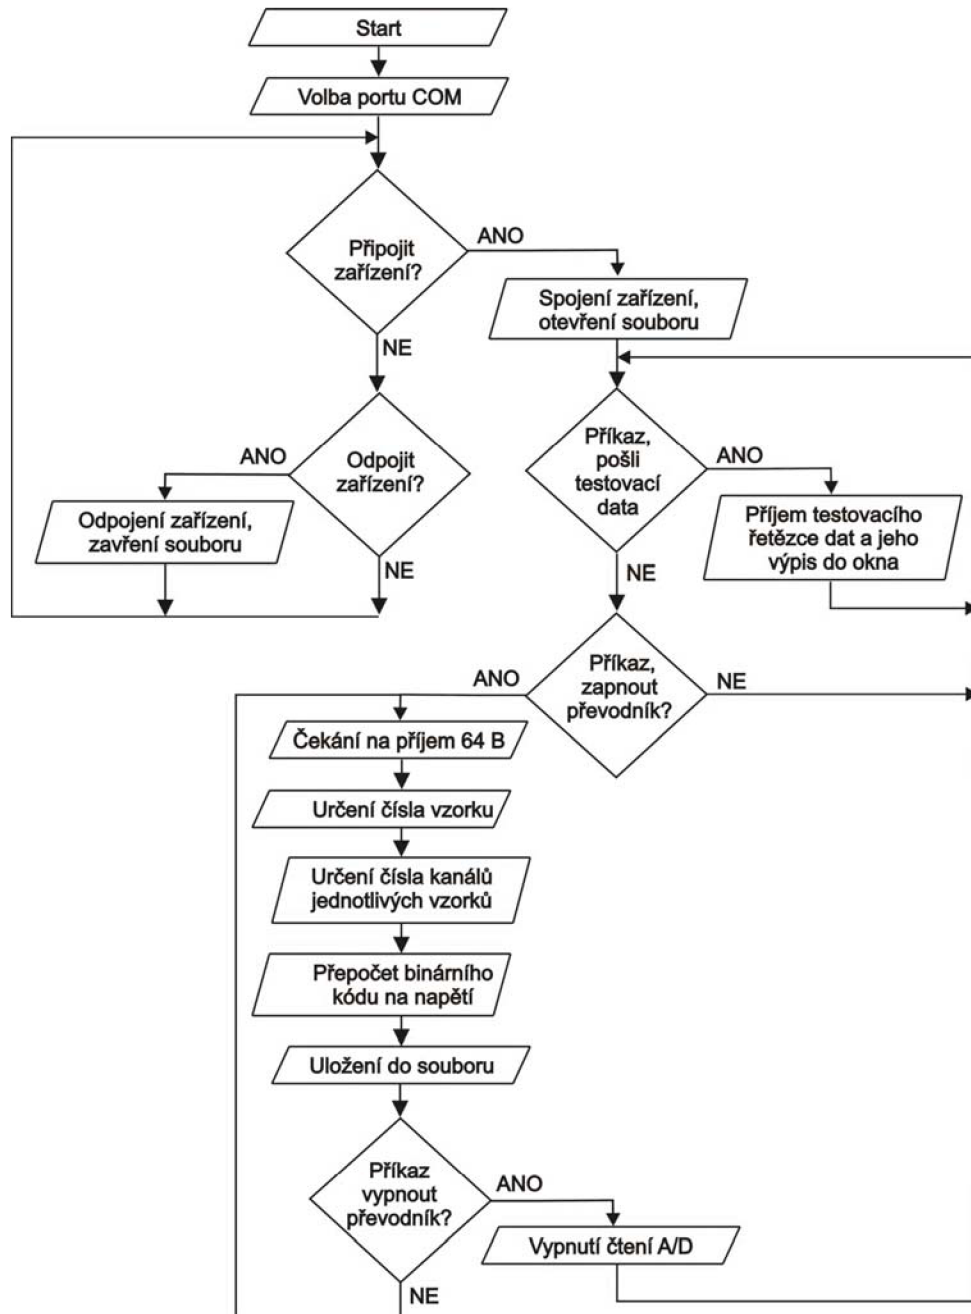 Start
Volba portu COM
Připojit
zařízení?
ANO
NE
Spojení zařízení,
otevření souboru
Odpojit
zařízení?
ANO
NE
Odpojení zařízení,
zavření souboru
Příkaz,
pošli
testovací
data
ANO
NE
Příjem testovacího
řetězce dat a jeho
výpis do okna
Příkaz,
zapnout
převodník?
ANO
NE
Čekání na příjem 64 B
Určení čísla vzorku
Určení čísla kanálů
jednotlivých vzorků
Přepočet binárního
kódu na napětí
Uložení do souboru
Příkaz
vypnout
převodník?
ANO
NE
Vypnutí čtení A/D